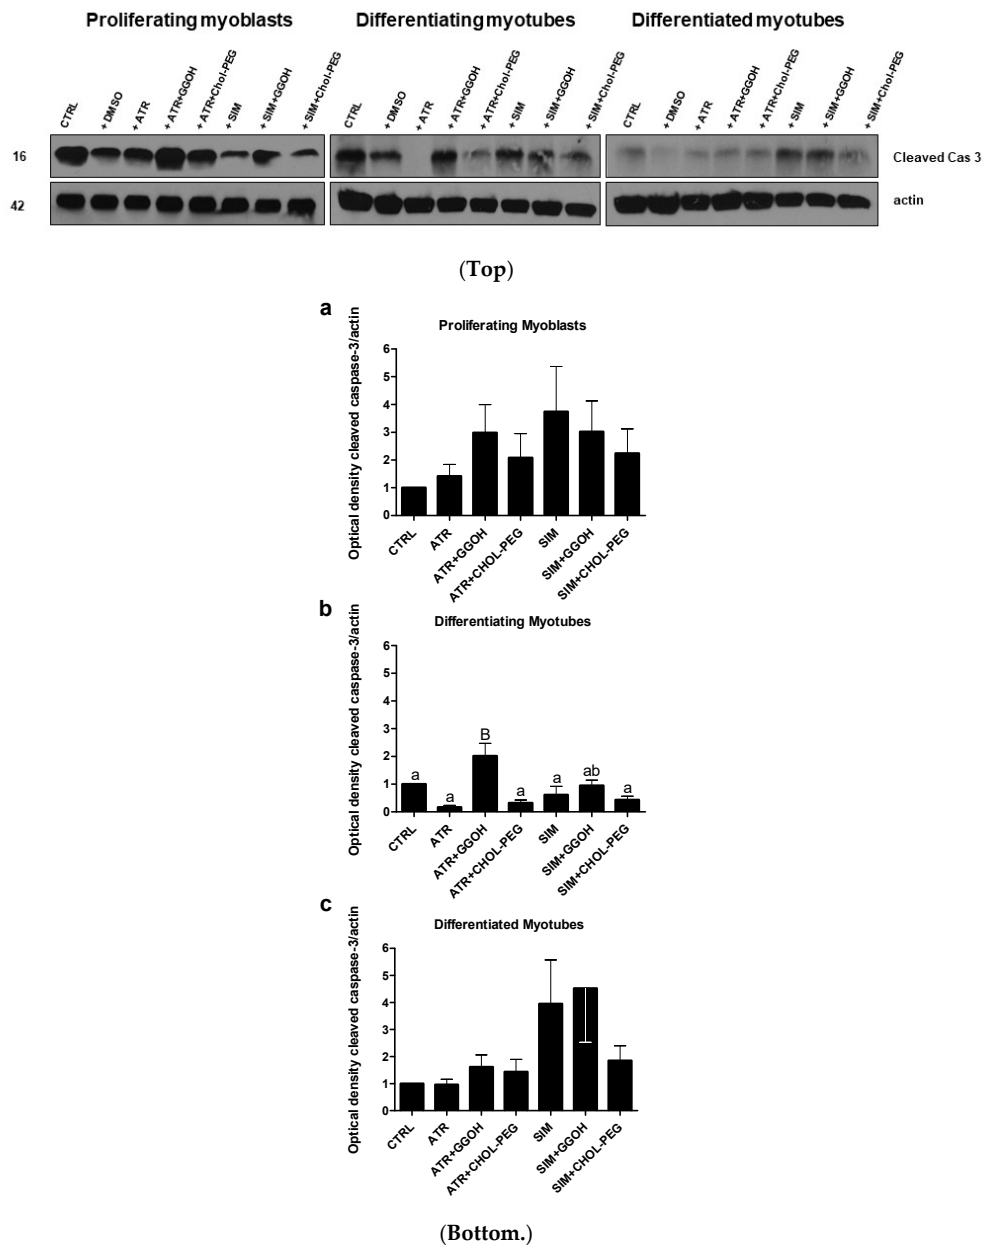 Proliferating myoblasts Differentiating myotubes Differentiated myotubes
CTRL + DMSO + ATR + ATR+GGOH + ATR+Chol-PEG + SIM + SIM+GGOH + SIM+Chol-PEG CTRL + DMSO + ATR + ATR+GGOH + ATR+Chol-PEG + SIM + SIM+GGOH + SIM+Chol-PEG CTRL + DMSO + ATR + ATR+GGOH + ATR+Chol-PEG + SIM + SIM+GGOH + SIM+Chol-PEG
16 Cleaved Cas 3
42 actin
(Top)
a
Proliferating Myoblasts
Optical density cleaved caspase-3/actin
6
5
4
3
2
1
0
CTRL ATR ATR+GGOH ATR+CHOL-PEG SIM SIM+GGOH SIM+CHOL-PEG
b
Differentiating Myotubes
Optical density cleaved caspase-3/actin
6
5
4
3
2
1
0
a a B a a ab a
CTRL ATR ATR+GGOH ATR+CHOL-PEG SIM SIM+GGOH SIM+CHOL-PEG
c
Differentiated Myotubes
Optical density cleaved caspase-3/actin
6
5
4
3
2
1
0
CTRL ATR ATR+GGOH ATR+CHOL-PEG SIM SIM+GGOH SIM+CHOL-PEG
(Bottom.)